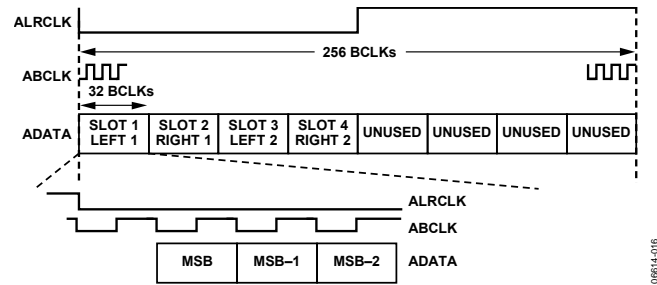 ALRCLK
256 BCLKs
ABCLK
32 BCLKs
ADATA
SLOT 1
LEFT 1
SLOT 2
RIGHT 1
SLOT 3
LEFT 2
SLOT 4
RIGHT 2
UNUSED
UNUSED
UNUSED
UNUSED
ALRCLK
ABCLK
MSB
MSB–1
MSB–2
ADATA
06614-016